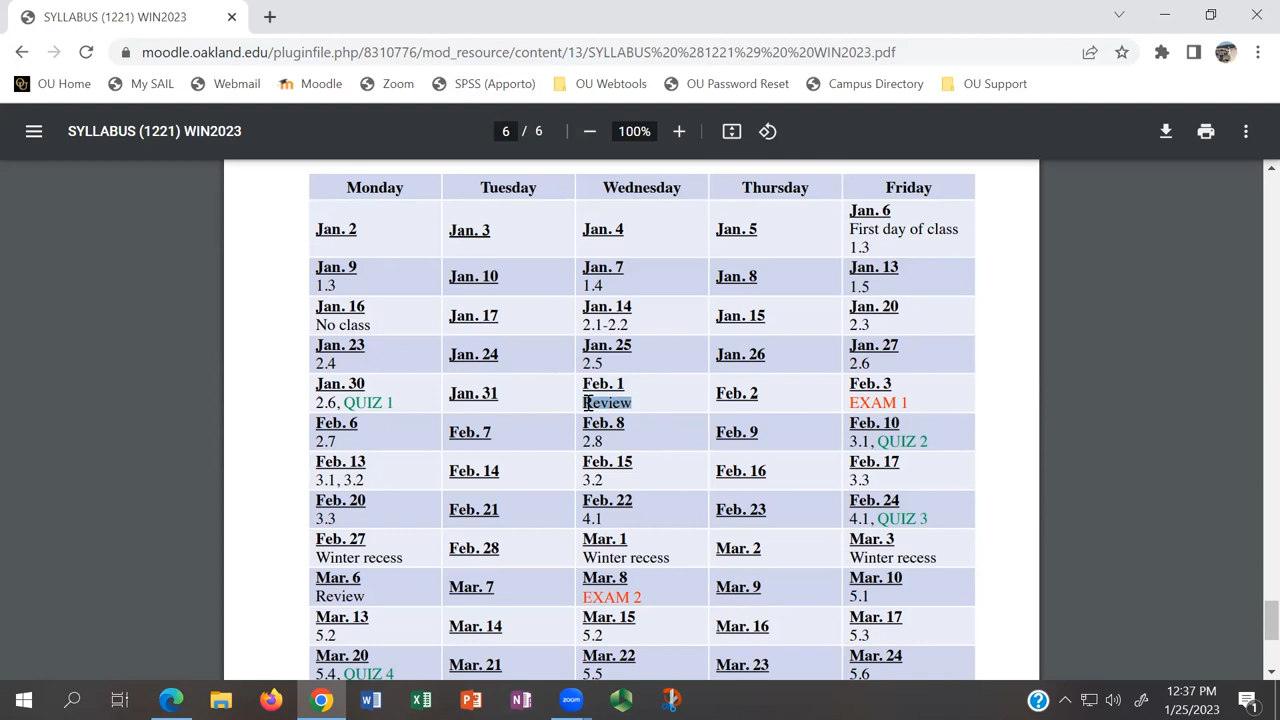 SYLLABUS (1221) WIN2023
moodle.oakland.edu/pluginfile.php/8310776/mod_resource/content/13/SYLLABUS%20%281221%29%20%20WIN2023.pdf
OU Home My SAIL Webmail Moodle Zoom SPSS (Apporto) OU Webtools OU Password Reset Campus Directory OU Support
SYLLABUS (1221) WIN2023 6 / 6 100%
Monday Tuesday Wednesday Thursday Friday
Jan. 2 Jan. 3 Jan. 4 Jan. 5 Jan. 6
First day of class
1.3
Jan. 9 Jan. 10 Jan. 7 Jan. 8 Jan. 13
1.3 1.4 1.5
Jan. 16 Jan. 17 Jan. 14 Jan. 15 Jan. 20
No class 2.1-2.2 2.3
Jan. 23 Jan. 24 Jan. 25 Jan. 26 Jan. 27
2.4 2.5 2.6
Jan. 30 Jan. 31 Feb. 1 Feb. 2 Feb. 3
2.6, QUIZ 1 Review EXAM 1
Feb. 6 Feb. 7 Feb. 8 Feb. 9 Feb. 10
2.7 2.8 3.1, QUIZ 2
Feb. 13 Feb. 14 Feb. 15 Feb. 16 Feb. 17
3.1, 3.2 3.2 3.3
Feb. 20 Feb. 21 Feb. 22 Feb. 23 Feb. 24
3.3 4.1 4.1, QUIZ 3
Feb. 27 Feb. 28 Mar. 1 Mar. 2 Mar. 3
Winter recess Winter recess Winter recess
Mar. 6 Mar. 7 Mar. 8 Mar. 9 Mar. 10
Review EXAM 2 5.1
Mar. 13 Mar. 14 Mar. 15 Mar. 16 Mar. 17
5.2 5.2 5.3
Mar. 20 Mar. 21 Mar. 22 Mar. 23 Mar. 24
5.4, QUIZ 4 5.5 5.6
zoom
12:37 PM
1/25/2023
1